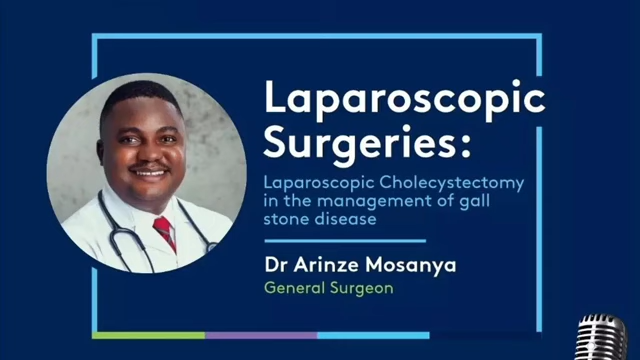 Laparoscopic
Surgeries:
Laparoscopic Cholecystectomy
in the management of gall
stone disease
Dr Arinze Mosanya
General Surgeon